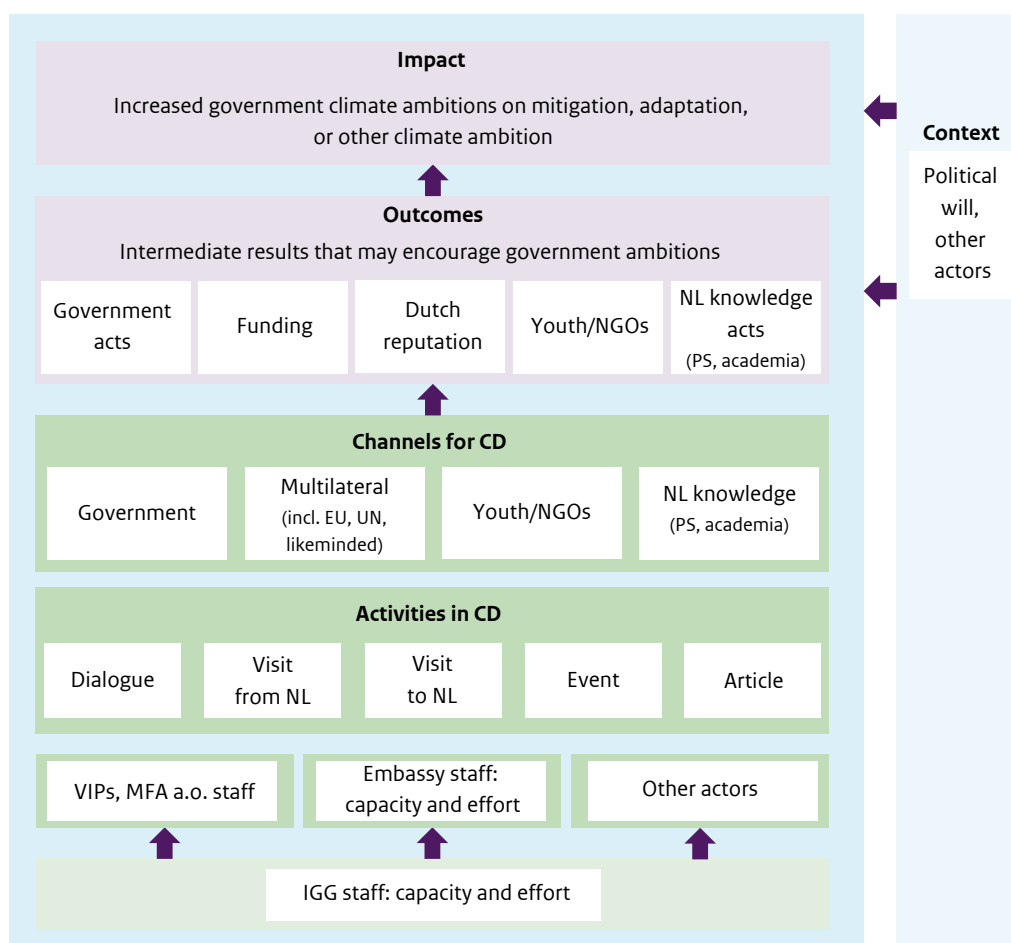 Impact
Increased government climate ambitions on mitigation, adaptation,
or other climate ambition
Context
Political
will,
other
actors
Outcomes
Intermediate results that may encourage government ambitions
Government
acts
Funding
Dutch
reputation
Youth/NGOs
NL knowledge
acts
(PS, academia)
Channels for CD
Government
Multilateral
(incl. EU, UN,
likeminded)
Youth/NGOs
NL knowledge
(PS, academia)
Activities in CD
Dialogue
Visit
from NL
Visit
to NL
Event
Article
VIPs, MFA a.o. staff
Embassy staff:
capacity and effort
Other actors
IGG staff: capacity and effort